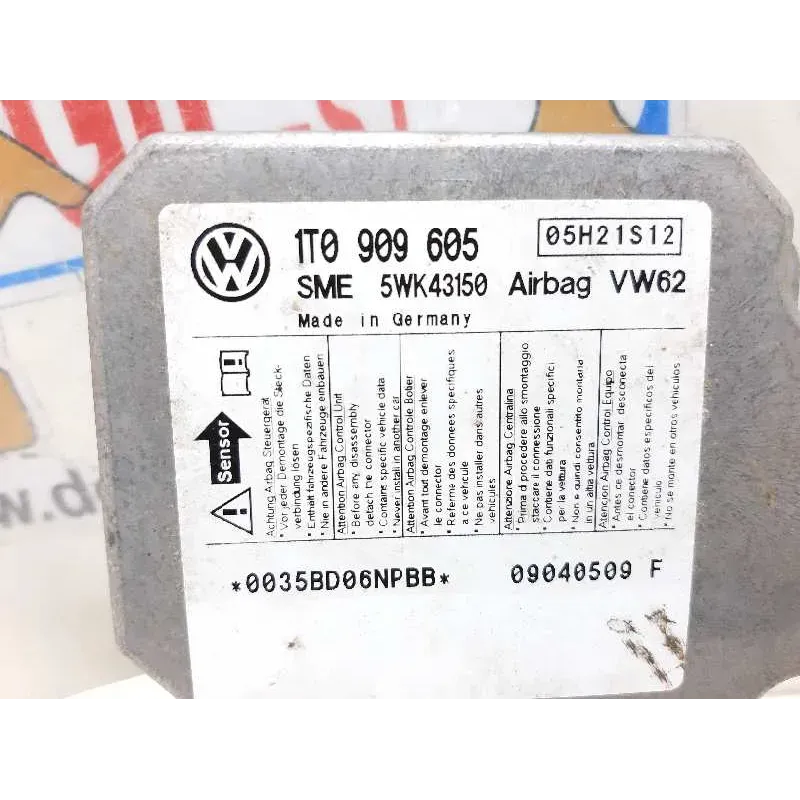 1T0 909 605
05H21S12
SME 5WK43150 Airbag VW62
Made in Germany
Sensor
Achtung Airbag Steuergerät
* Vor jeder Demontage die Steck-
verbindung lösen
* Enthält fahrzeugspezifische Daten
* Nie in andere Fahrzeuge einbauen
Attention Airbag Control Unit
* Before any disassembly
detach the connector
* Contains specific vehicle data
* Never install in another car
Attention Airbag Controle Boîtier
* Avant tout demontage enlever
le connector
* Referme des donnees spécifiques
a ce vehicule
* Ne pas installer dans autres
vehicules
Attenzione Airbag Centralina
* Prima d procedere allo smontaggio
staccare il connessione
* Contiene dati funzionali specifici
per la vettura
* Non e quindi consentito montaria
in un altra vettura
Atencion Airbag Control Equipo
* Antes ce desmontar desconecta
el conector
* Contiene datos especificos del
vehiculo
* No se monte en otros vehiculos
*0035BD06NPBB*
09040509 F